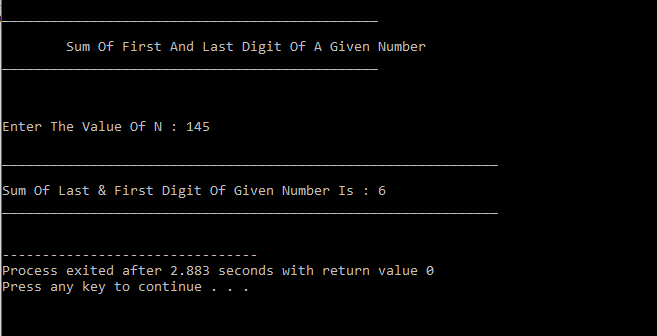 Sum Of First And Last Digit Of A Given Number
Enter The Value Of N : 145
Sum Of Last & First Digit Of Given Number Is : 6
--------------------------------
Process exited after 2.883 seconds with return value 0
Press any key to continue . . .